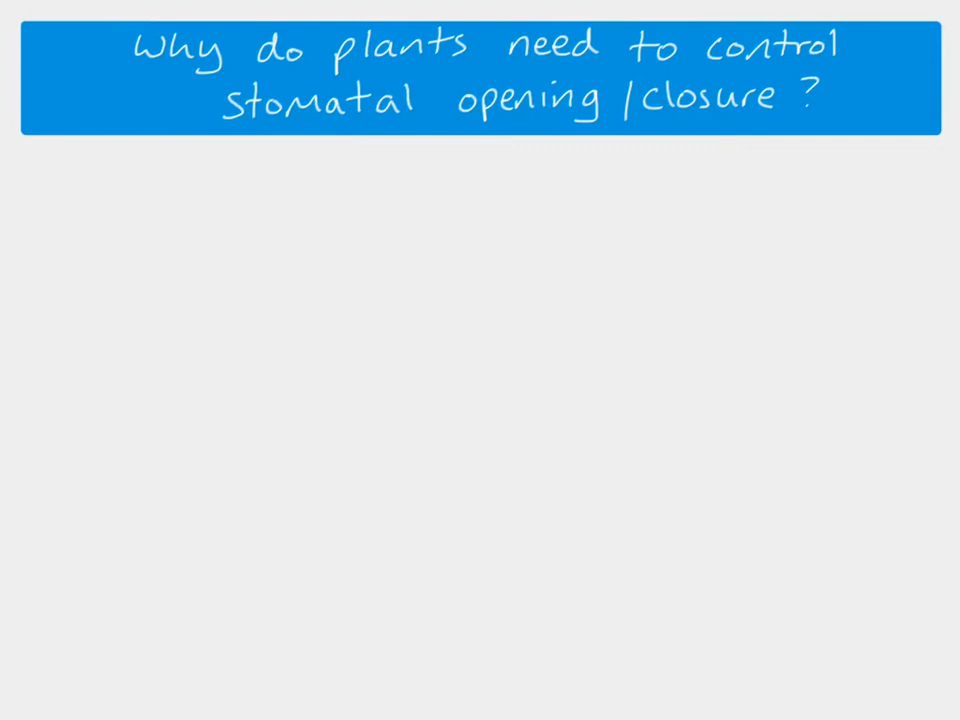 Why do plants need to control
stomatal opening / closure ?